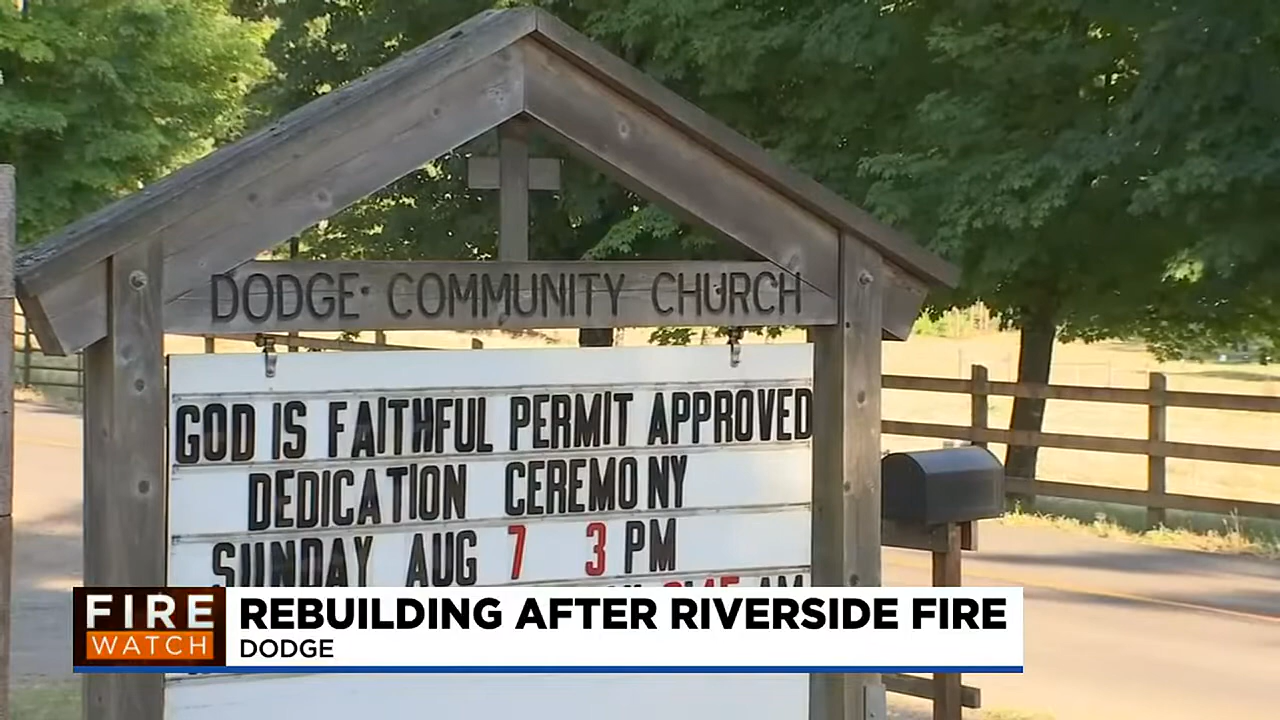 DODGE COMMUNITY CHURCH
GOD IS FAITHFUL PERMIT APPROVED
DEDICATION CEREMONY
SUNDAY AUG 7 3 PM
AM
FIRE WATCH
REBUILDING AFTER RIVERSIDE FIRE
DODGE